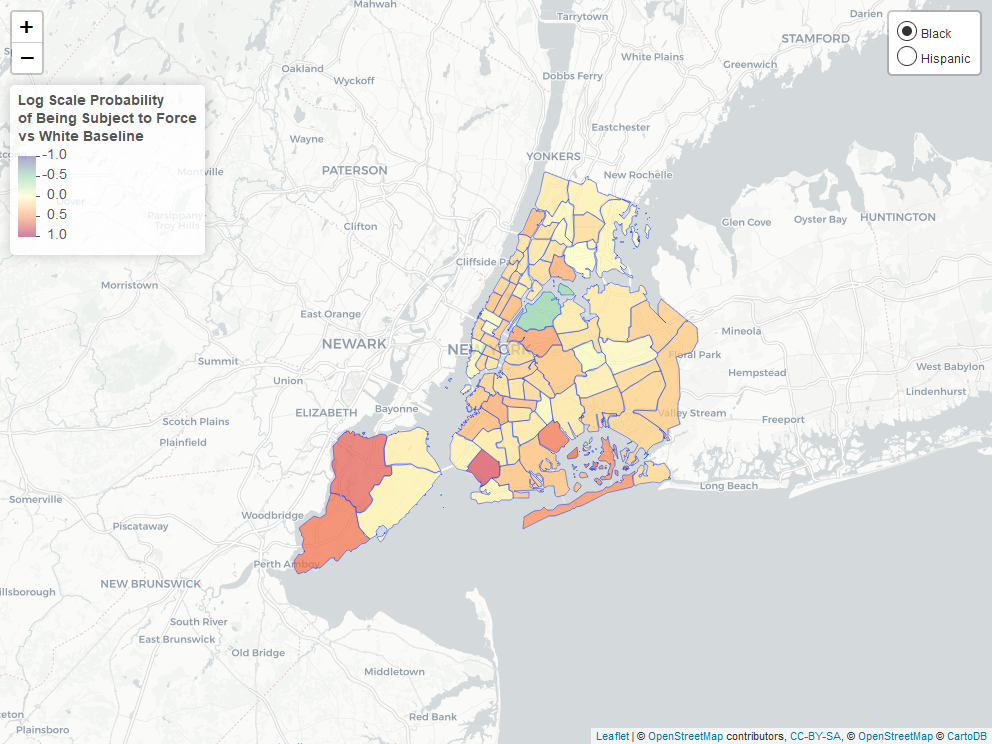 Mahwah
Tarrytown
Darien
+
−
Black
Hispanic
STAMFORD
White Plains
Greenwich
Oakland
Wyckoff
Dobbs Ferry
Log Scale Probability
of Being Subject to Force
vs White Baseline
-1.0
-0.5
0.0
0.5
1.0
Eastchester
Wayne
YONKERS
PATERSON
New Rochelle
Montville
Dover
Parsippany-
Troy Hills
Clifton
Glen Cove
Oyster Bay
HUNTINGTON
Cliffside Park
Morristown
East Orange
NEWARK
NEW YORK
Mineola
Floral Park
Summit
Hempstead
West Babylon
Union
Lindenhurst
ELIZABETH
Bayonne
Valley Stream
Freeport
Scotch Plains
Plainfield
Long Beach
Somerville
Woodbridge
Piscataway
Perth Amboy
NEW BRUNSWICK
illsborough
South River
East Brunswick
Old Bridge
Middletown
Red Bank
ceton
Plainsboro
Leaflet | © OpenStreetMap contributors, CC-BY-SA, © OpenStreetMap © CartoDB